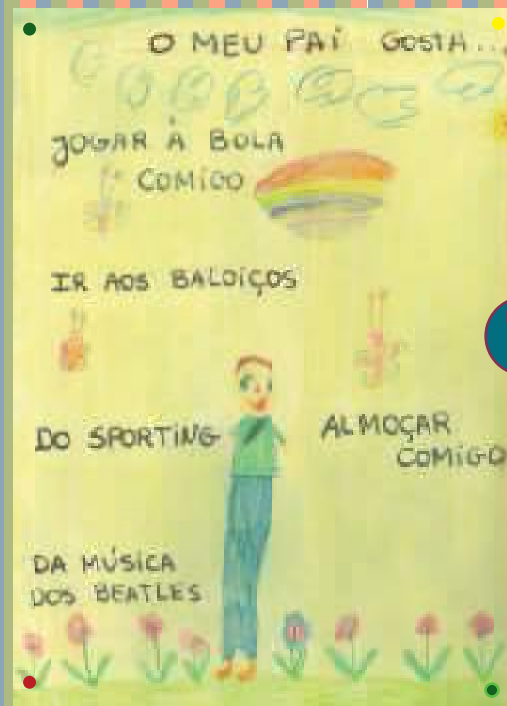 O MEU PAI GOSTA...
JOGAR À BOLA
COMIGO
IR AOS BALOIÇOS
DO SPORTING
ALMOÇAR
COMIGO
DA MÚSICA
DOS BEATLES